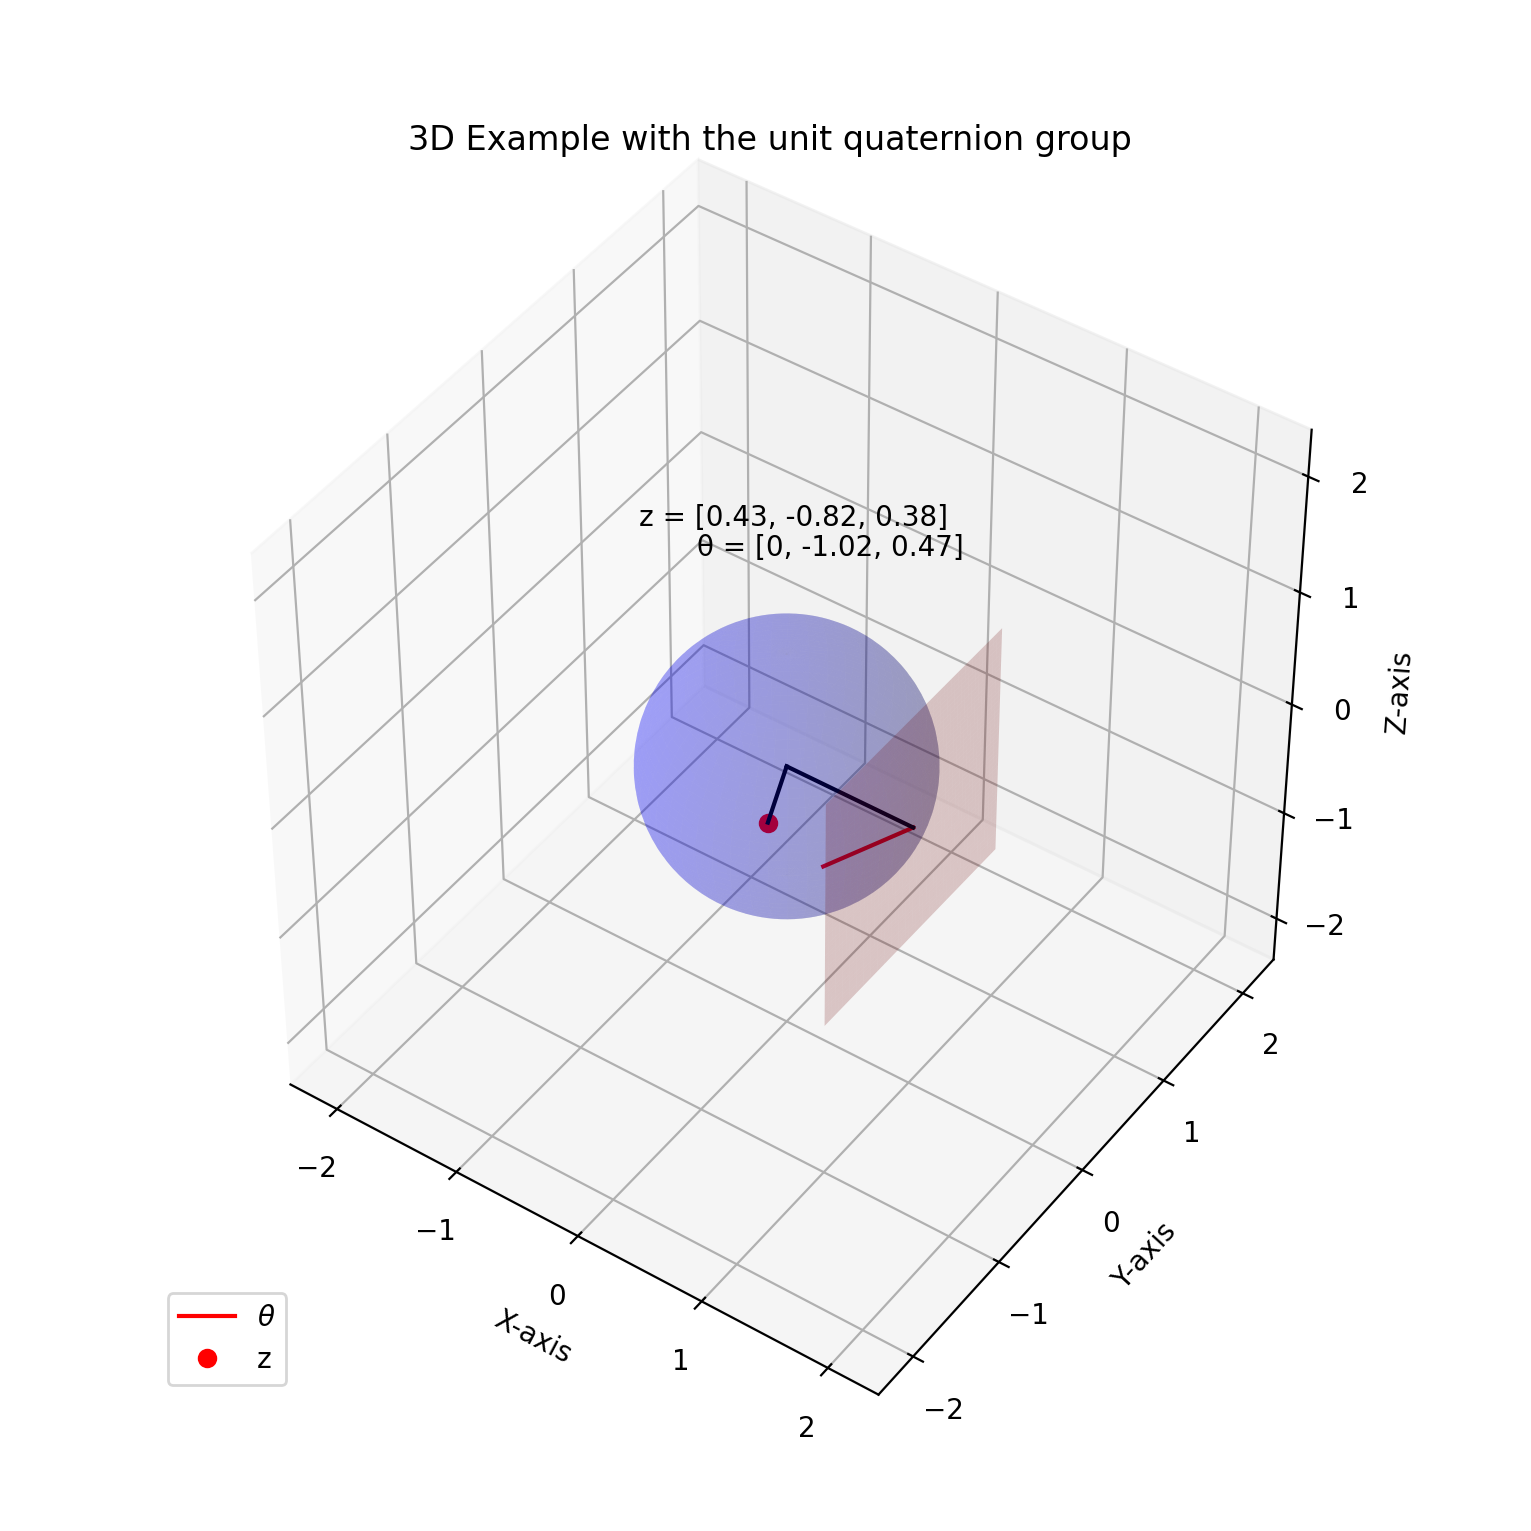 3D Example with the unit quaternion group
z = [0.43, -0.82, 0.38]
θ = [0, -1.02, 0.47]
2
1
0
−1
−2
Z-axis
2
1
0
−1
−2
Y-axis
−2
−1
0
1
2
X-axis
θ
z